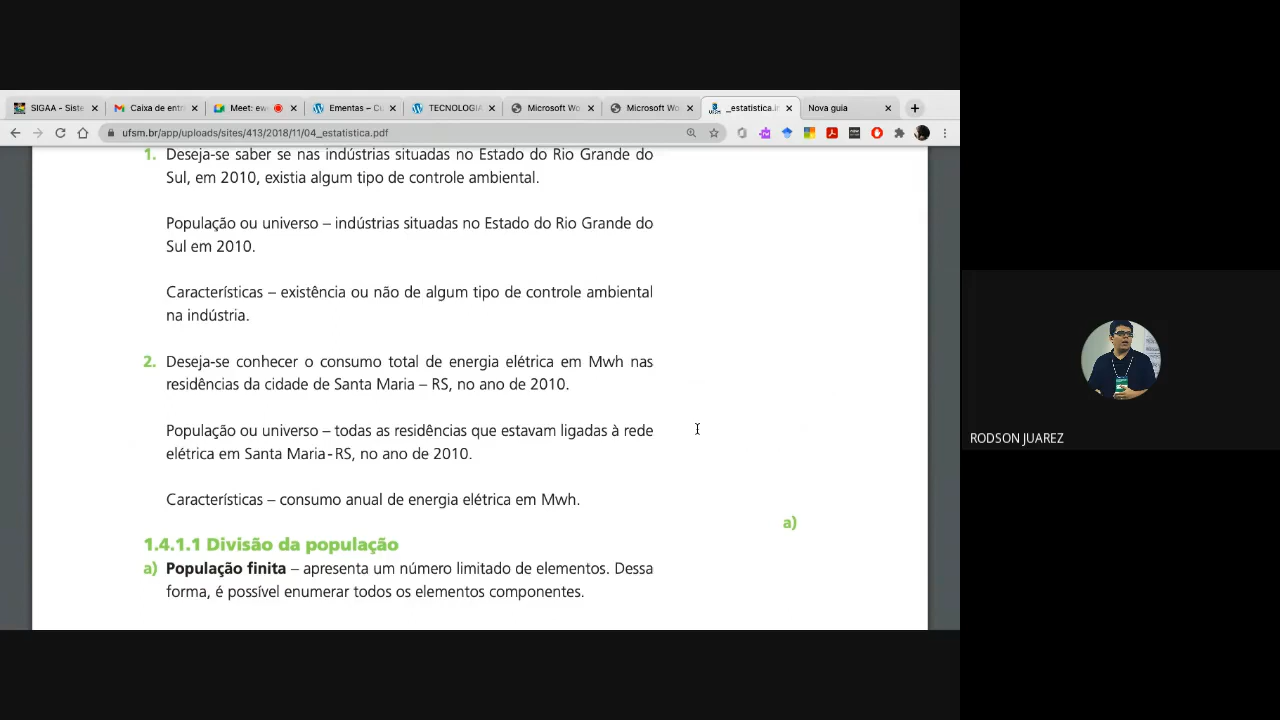 SIGAA - Siste
Caixa de entr
Meet: ew
Ementas – Cu
TECNOLOGIA
Microsoft Wo
Microsoft Wo
_estatistica.in
Nova guia
ufsm.br/app/uploads/sites/413/2018/11/04_estatistica.pdf
1. Deseja-se saber se nas indústrias situadas no Estado do Rio Grande do
Sul, em 2010, existia algum tipo de controle ambiental.
População ou universo – indústrias situadas no Estado do Rio Grande do
Sul em 2010.
Características – existência ou não de algum tipo de controle ambiental
na indústria.
2. Deseja-se conhecer o consumo total de energia elétrica em Mwh nas
residências da cidade de Santa Maria – RS, no ano de 2010.
População ou universo – todas as residências que estavam ligadas à rede
elétrica em Santa Maria-RS, no ano de 2010.
Características – consumo anual de energia elétrica em Mwh.
a)
1.4.1.1 Divisão da população
a) População finita – apresenta um número limitado de elementos. Dessa
forma, é possível enumerar todos os elementos componentes.
RODSON JUAREZ